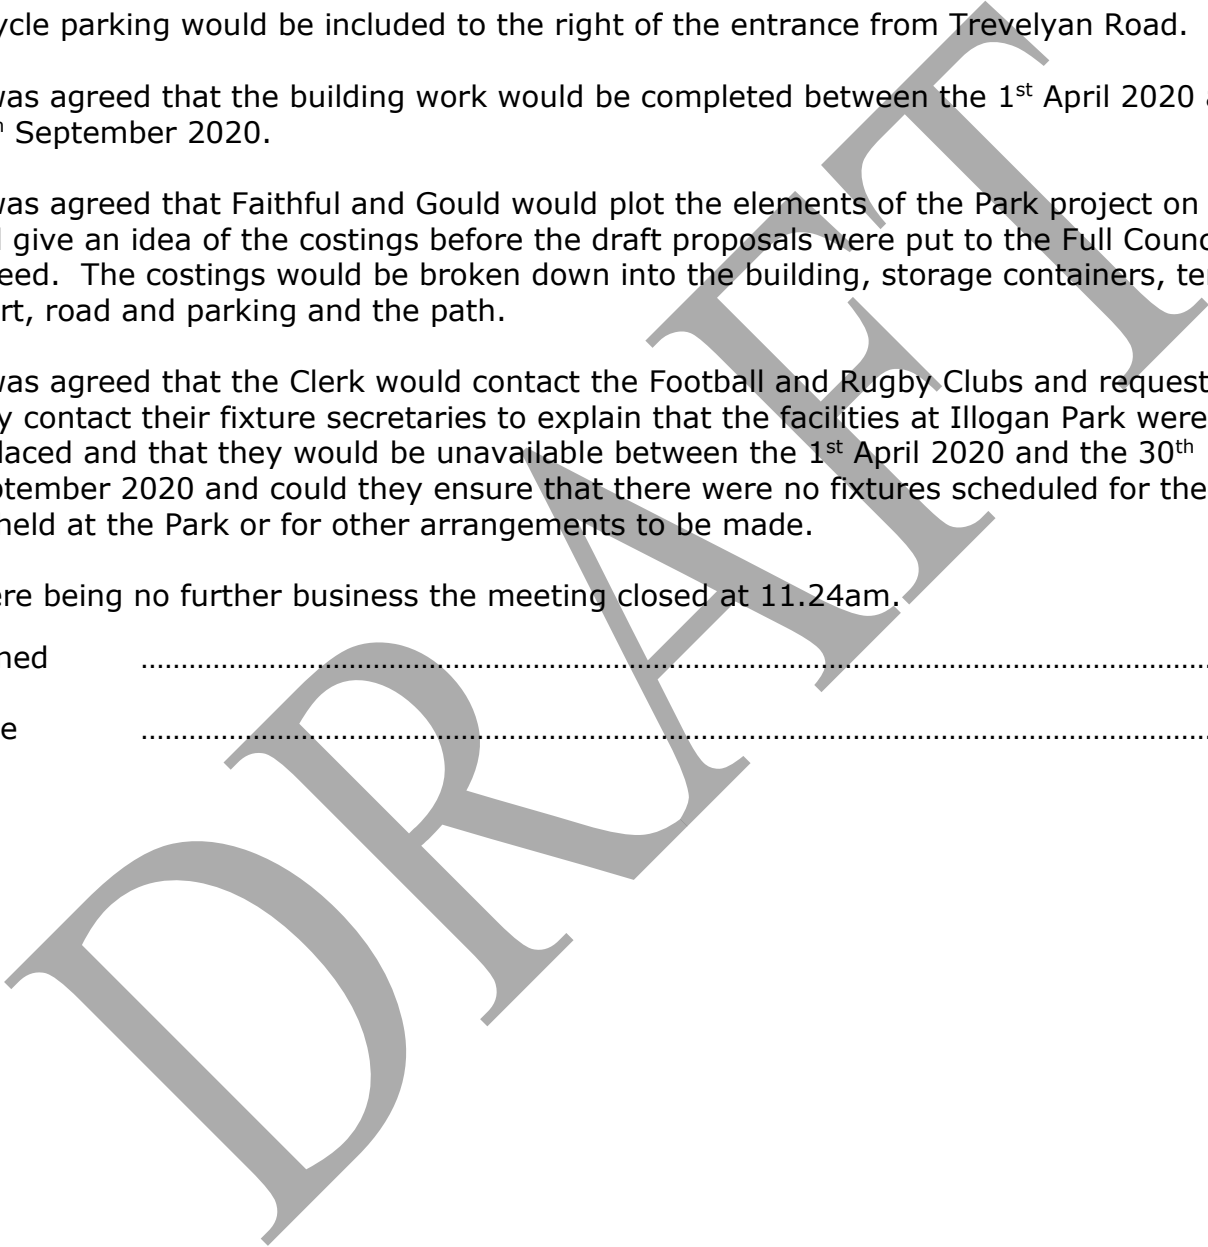 ycle parking would be included to the right of the entrance from Trevelyan Road.
was agreed that the building work would be completed between the 1st April 2020 a
h September 2020.
was agreed that Faithful and Gould would plot the elements of the Park project on
d give an idea of the costings before the draft proposals were put to the Full Counc
eed. The costings would be broken down into the building, storage containers, ten
rt, road and parking and the path.
was agreed that the Clerk would contact the Football and Rugby Clubs and request
y contact their fixture secretaries to explain that the facilities at Illogan Park were
laced and that they would be unavailable between the 1st April 2020 and the 30th
ptember 2020 and could they ensure that there were no fixtures scheduled for the
held at the Park or for other arrangements to be made.
ere being no further business the meeting closed at 11.24am.
ned ........................................................................................................
e ........................................................................................................
DRAFT